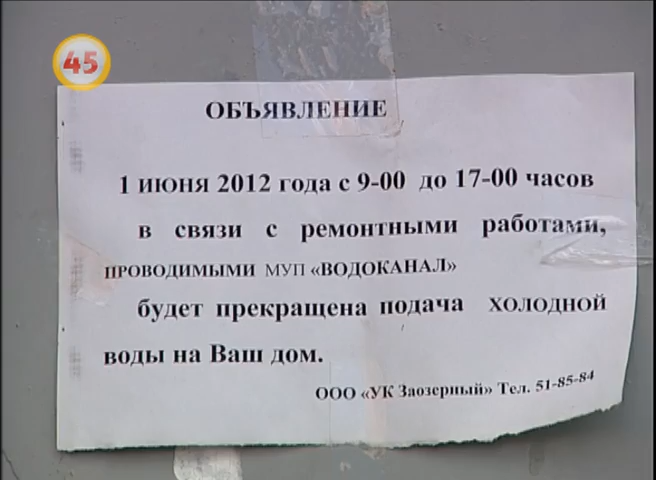 45
ОБЪЯВЛЕНИЕ
1 ИЮНЯ 2012 года с 9-00 до 17-00 часов
в связи с ремонтными работами,
ПРОВОДИМЫМИ МУП «ВОДОКАНАЛ»
будет прекращена подача ХОЛОДНОЙ
воды на Ваш дом.
ООО «УК Заозерный» Тел. 51-85-84